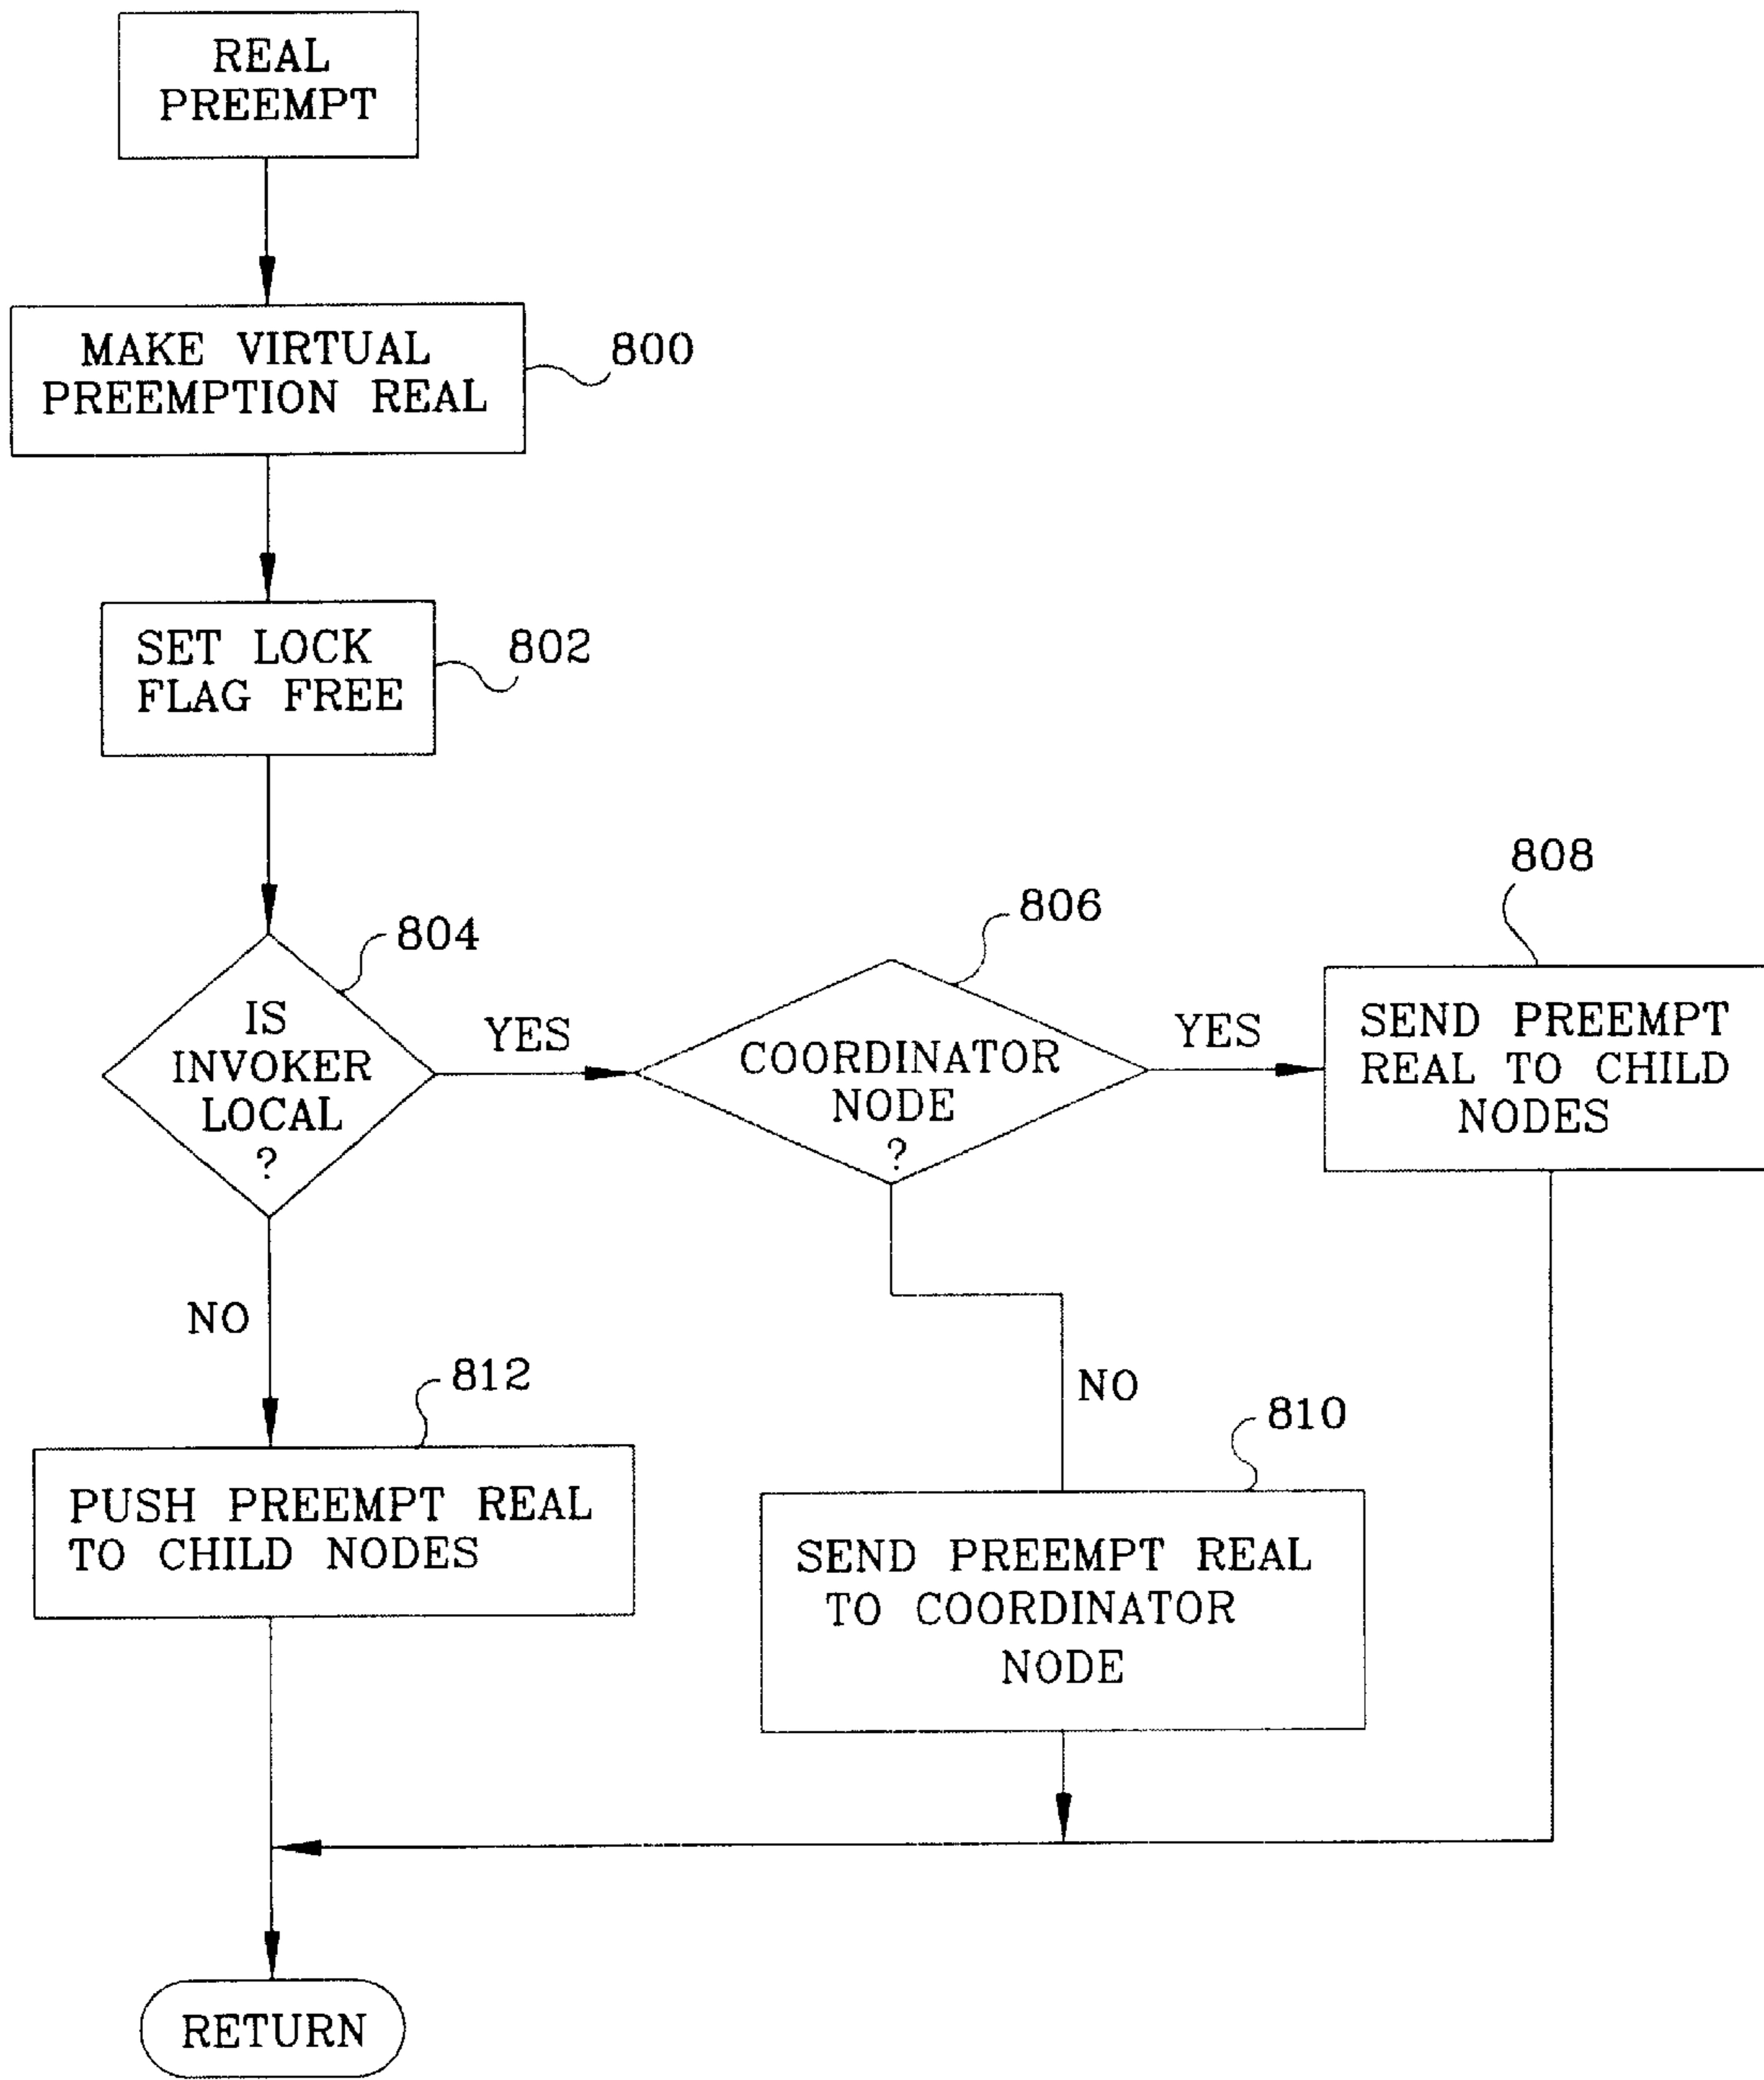 REAL
PREEMPT
MAKE VIRTUAL
PREEMPTION REAL
800
SET LOCK
FLAG FREE
802
804
IS
INVOKER
LOCAL
?
YES
806
COORDINATOR
NODE
?
YES
808
SEND PREEMPT
REAL TO CHILD
NODES
NO
812
PUSH PREEMPT REAL
TO CHILD NODES
NO
810
SEND PREEMPT REAL
TO COORDINATOR
NODE
RETURN